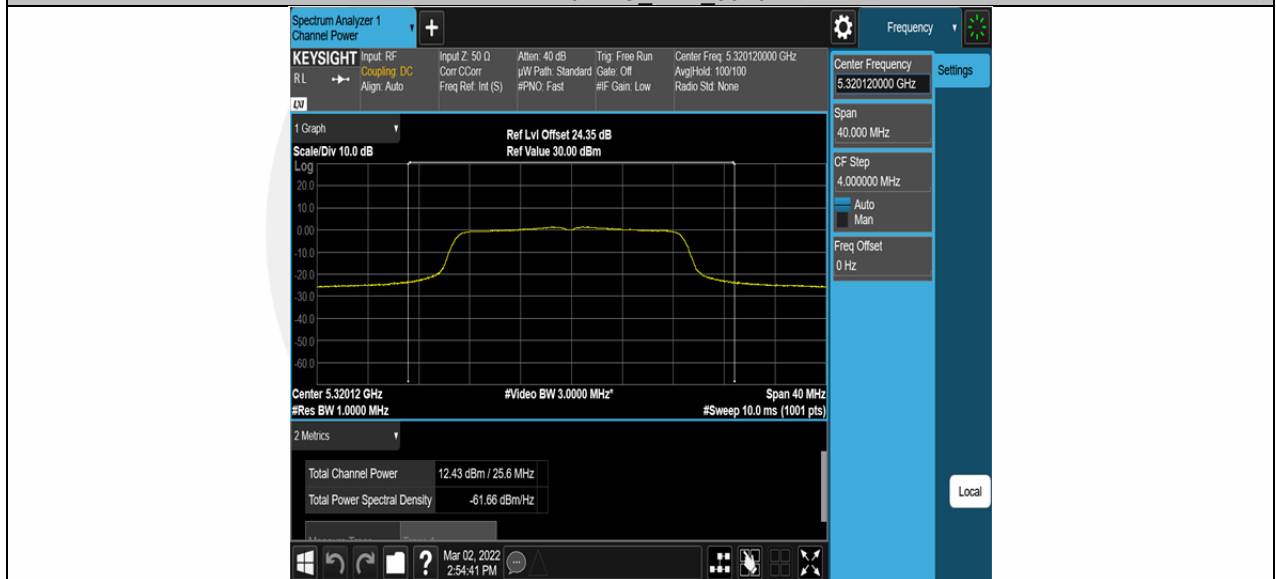 Spectrum Analyzer 1
Channel Power
+
Frequency
KEYSIGHT
RL
LXI
Input: RF
Coupling: DC
Align: Auto
Input Z: 50 Ω
Corr CCorr
Freq Ref: Int (S)
Atten: 40 dB
µW Path: Standard
#PNO: Fast
Trig: Free Run
Gate: Off
#IF Gain: Low
Center Freq: 5.320120000 GHz
Avg|Hold: 100/100
Radio Std: None
Center Frequency
5.320120000 GHz
Settings
Span
40.000 MHz
CF Step
4.000000 MHz
Auto
Man
Freq Offset
0 Hz
Local
1 Graph
Scale/Div 10.0 dB
Ref Lvl Offset 24.35 dB
Ref Value 30.00 dBm
Log
20.0
10.0
0.00
-10.0
-20.0
-30.0
-40.0
-50.0
-60.0
Center 5.32012 GHz
#Res BW 1.0000 MHz
#Video BW 3.0000 MHz*
Span 40 MHz
#Sweep 10.0 ms (1001 pts)
2 Metrics
Total Channel Power 12.43 dBm / 25.6 MHz
Total Power Spectral Density -61.66 dBm/Hz
?
Mar 02, 2022
2:54:41 PM